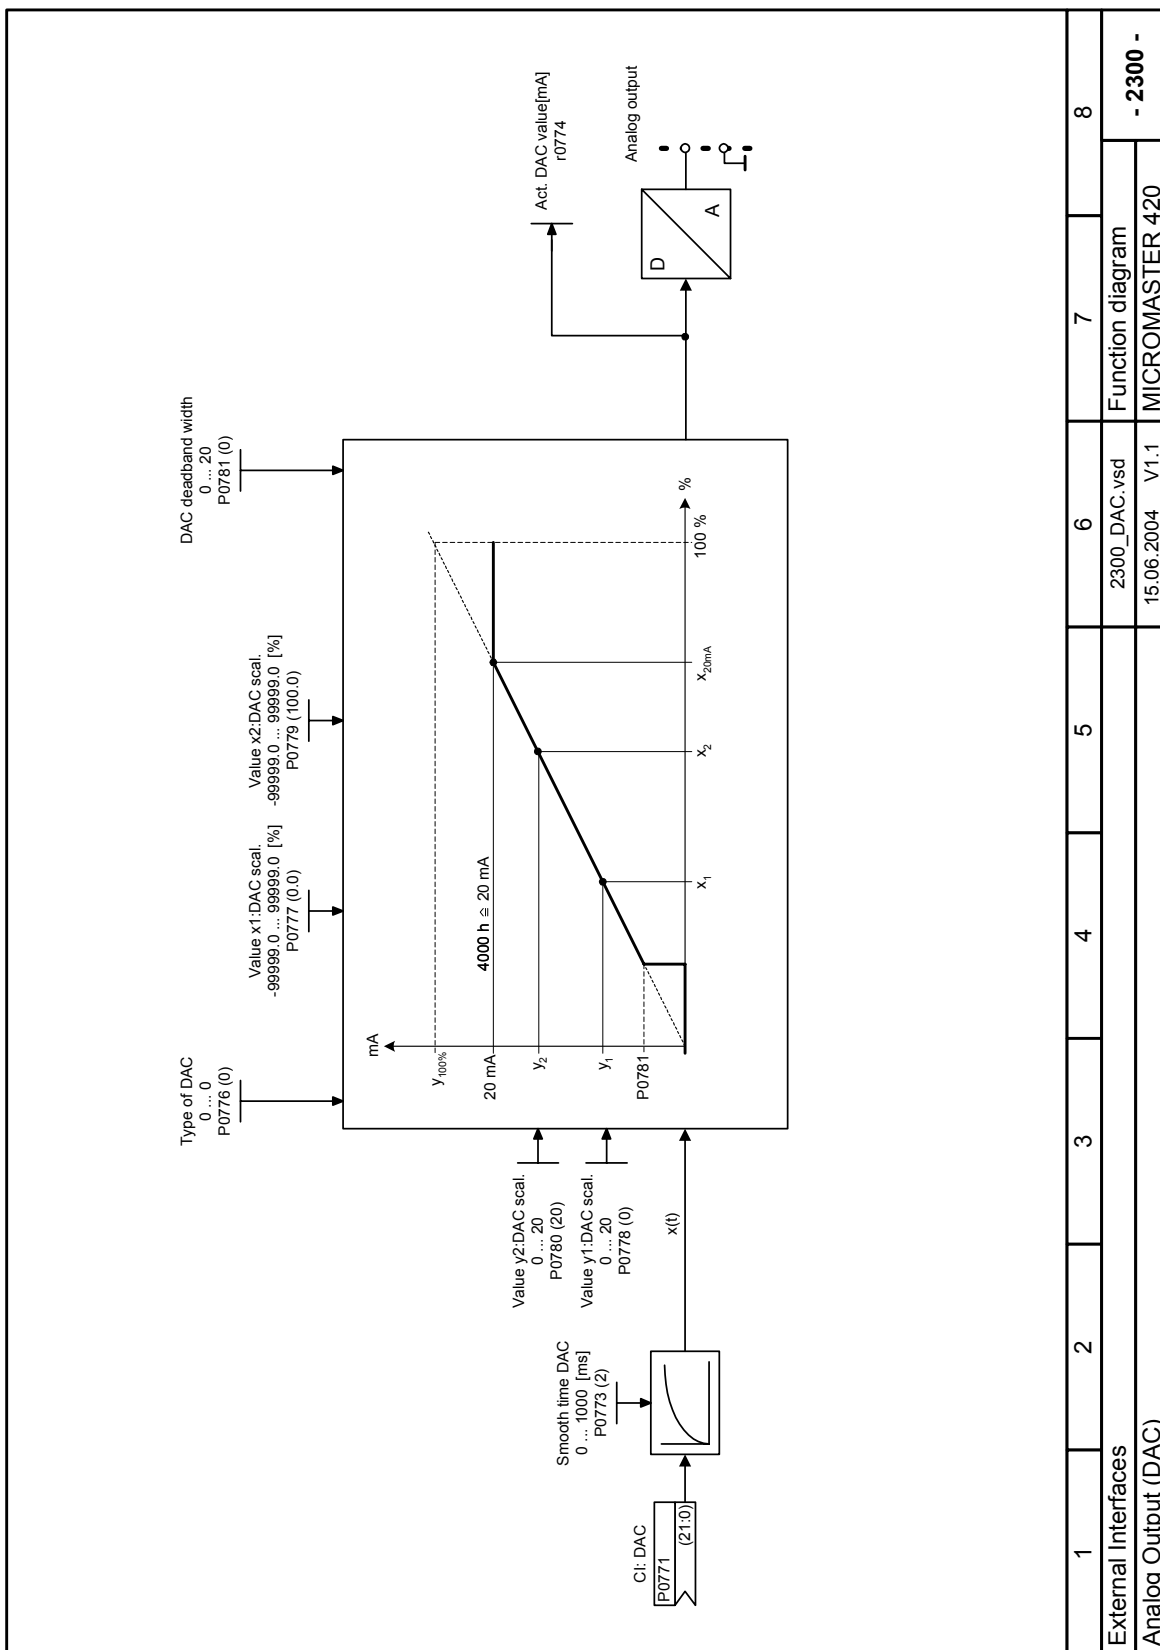 DAC deadband width
0 ... 20
P0781 (0)
Value x2:DAC scal.
-99999.0 ... 99999.0 [%]
P0779 (100.0)
Value x1:DAC scal.
-99999.0 ... 99999.0 [%]
P0777 (0.0)
Type of DAC
0 ... 0
P0776 (0)
Value y2:DAC scal.
0 ... 20
P0780 (20)
Value y1:DAC scal.
0 ... 20
P0778 (0)
x(t)
Smooth time DAC
0 ... 1000 [ms]
P0773 (2)
CI: DAC
P0771
(21:0)
mA
y100%
20 mA
y2
y1
P0781
4000 h ≙ 20 mA
x1
x2
x20mA
100 %
%
Act. DAC value[mA]
r0774
Analog output
D
A
1 2 3 4 5 6 7 8
External Interfaces
2300_DAC.vsd
Function diagram
- 2300 -
Analog Output (DAC)
15.06.2004 V1.1
MICROMASTER 420